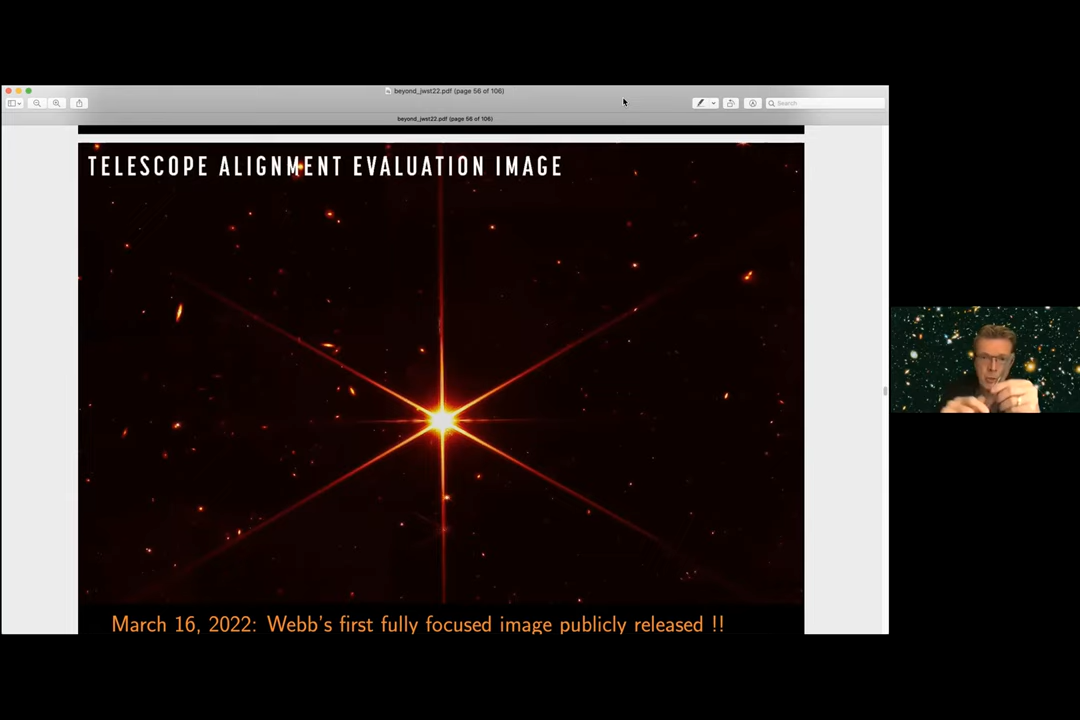 beyond_jwst22.pdf (page 56 of 106)
Search
beyond_jwst22.pdf (page 56 of 106)
TELESCOPE ALIGNMENT EVALUATION IMAGE
March 16, 2022: Webb's first fully focused image publicly released !!